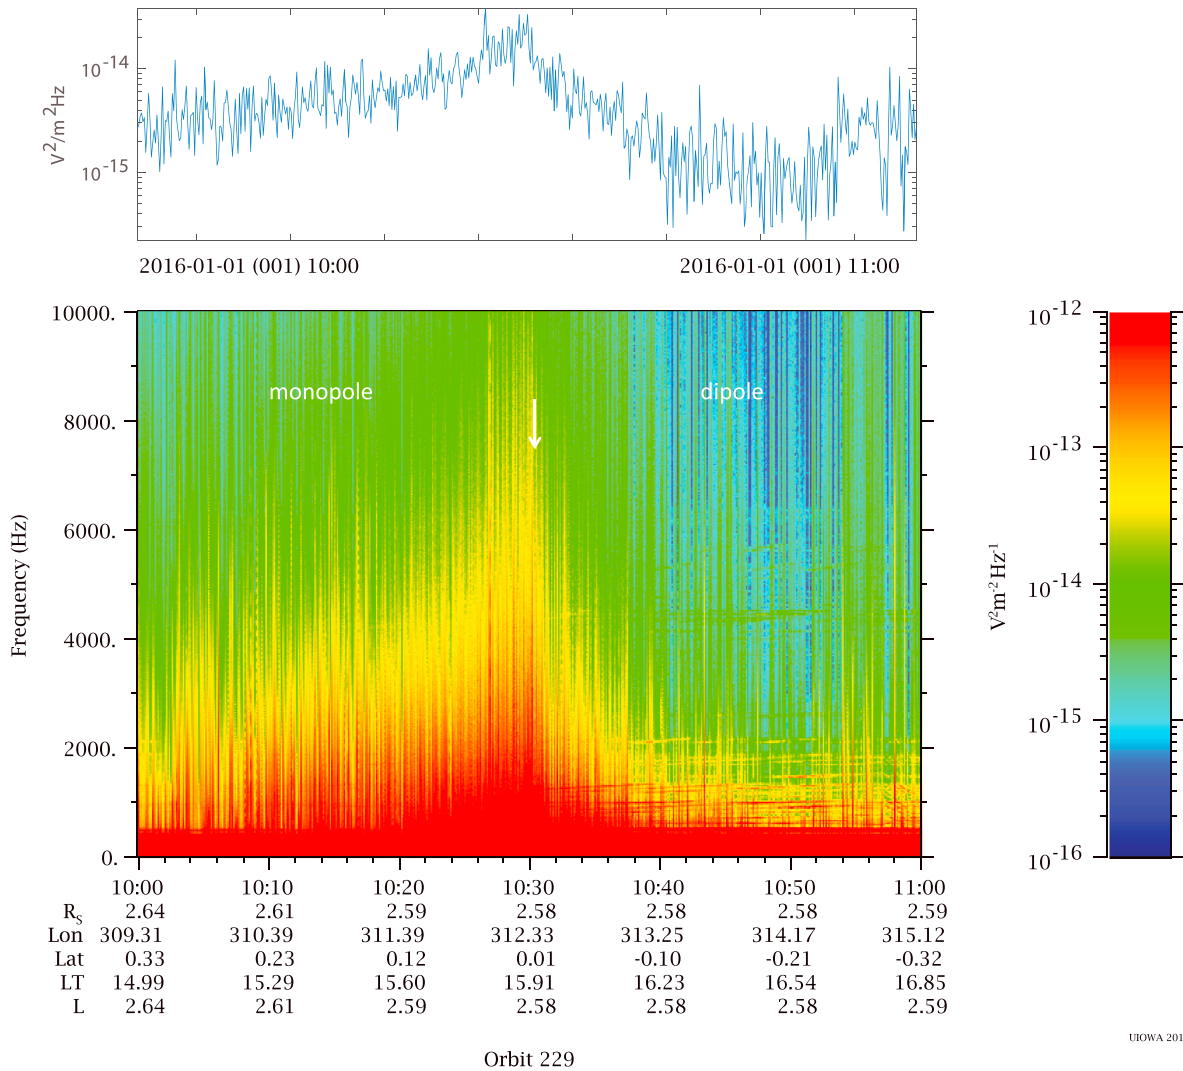 10⁻¹⁴
10⁻¹⁵
V²/m ²Hz
2016-01-01 (001) 10:00 2016-01-01 (001) 11:00
10000.
8000.
6000.
4000.
2000.
0.
Frequency (Hz)
monopole dipole
10⁻¹²
10⁻¹³
10⁻¹⁴
10⁻¹⁵
10⁻¹⁶
V²m⁻² Hz⁻¹
10:00 10:10 10:20 10:30 10:40 10:50 11:00
R_S 2.64 2.61 2.59 2.58 2.58 2.58 2.59
Lon 309.31 310.39 311.39 312.33 313.25 314.17 315.12
Lat 0.33 0.23 0.12 0.01 -0.10 -0.21 -0.32
LT 14.99 15.29 15.60 15.91 16.23 16.54 16.85
L 2.64 2.61 2.59 2.58 2.58 2.58 2.59
UIOWA 201
Orbit 229